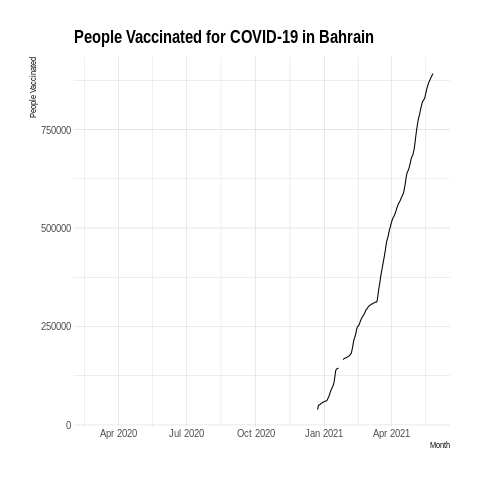 People Vaccinated for COVID-19 in Bahrain
People Vaccinated
750000
500000
250000
0
Apr 2020 Jul 2020 Oct 2020 Jan 2021 Apr 2021
Month